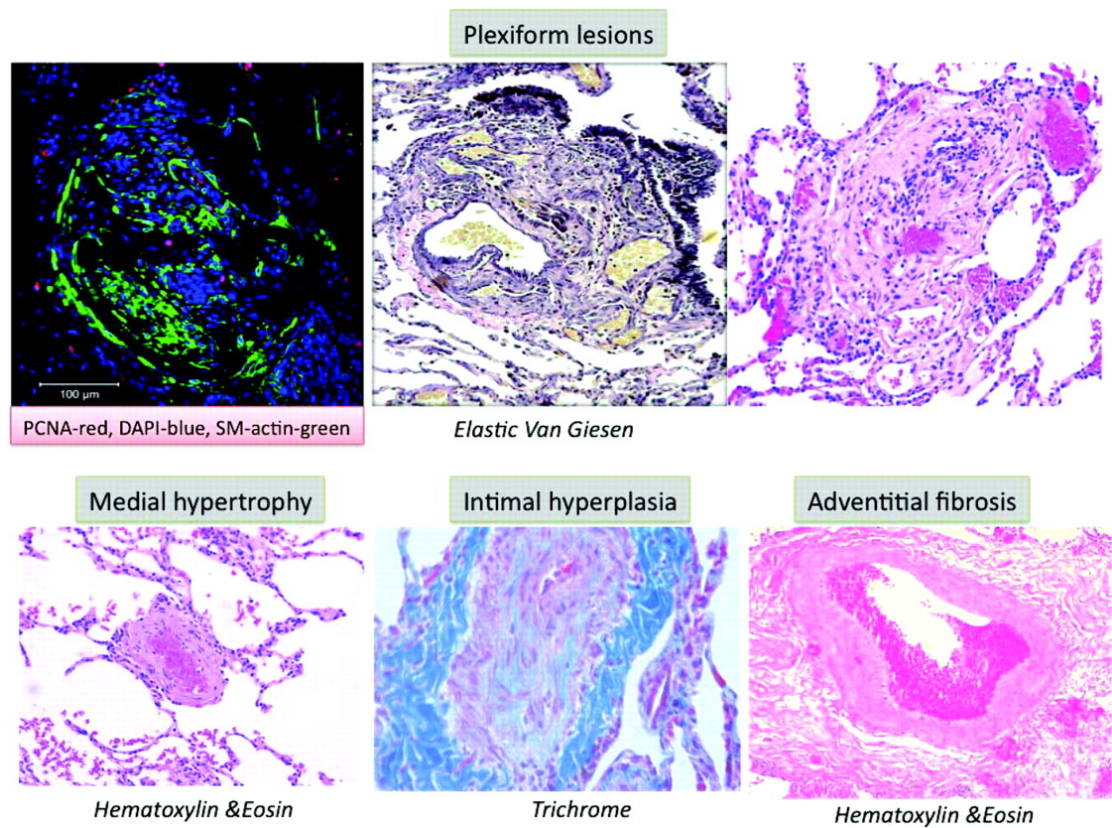 Plexiform lesions
100 µm
PCNA-red, DAPI-blue, SM-actin-green
Elastic Van Giesen
Medial hypertrophy
Intimal hyperplasia
Adventitial fibrosis
Hematoxylin &Eosin
Trichrome
Hematoxylin &Eosin